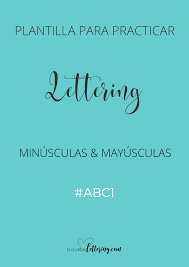 PLANTILLA PARA PRACTICAR
Lettering
MINÚSCULAS & MAYÚSCULAS
#ABC1